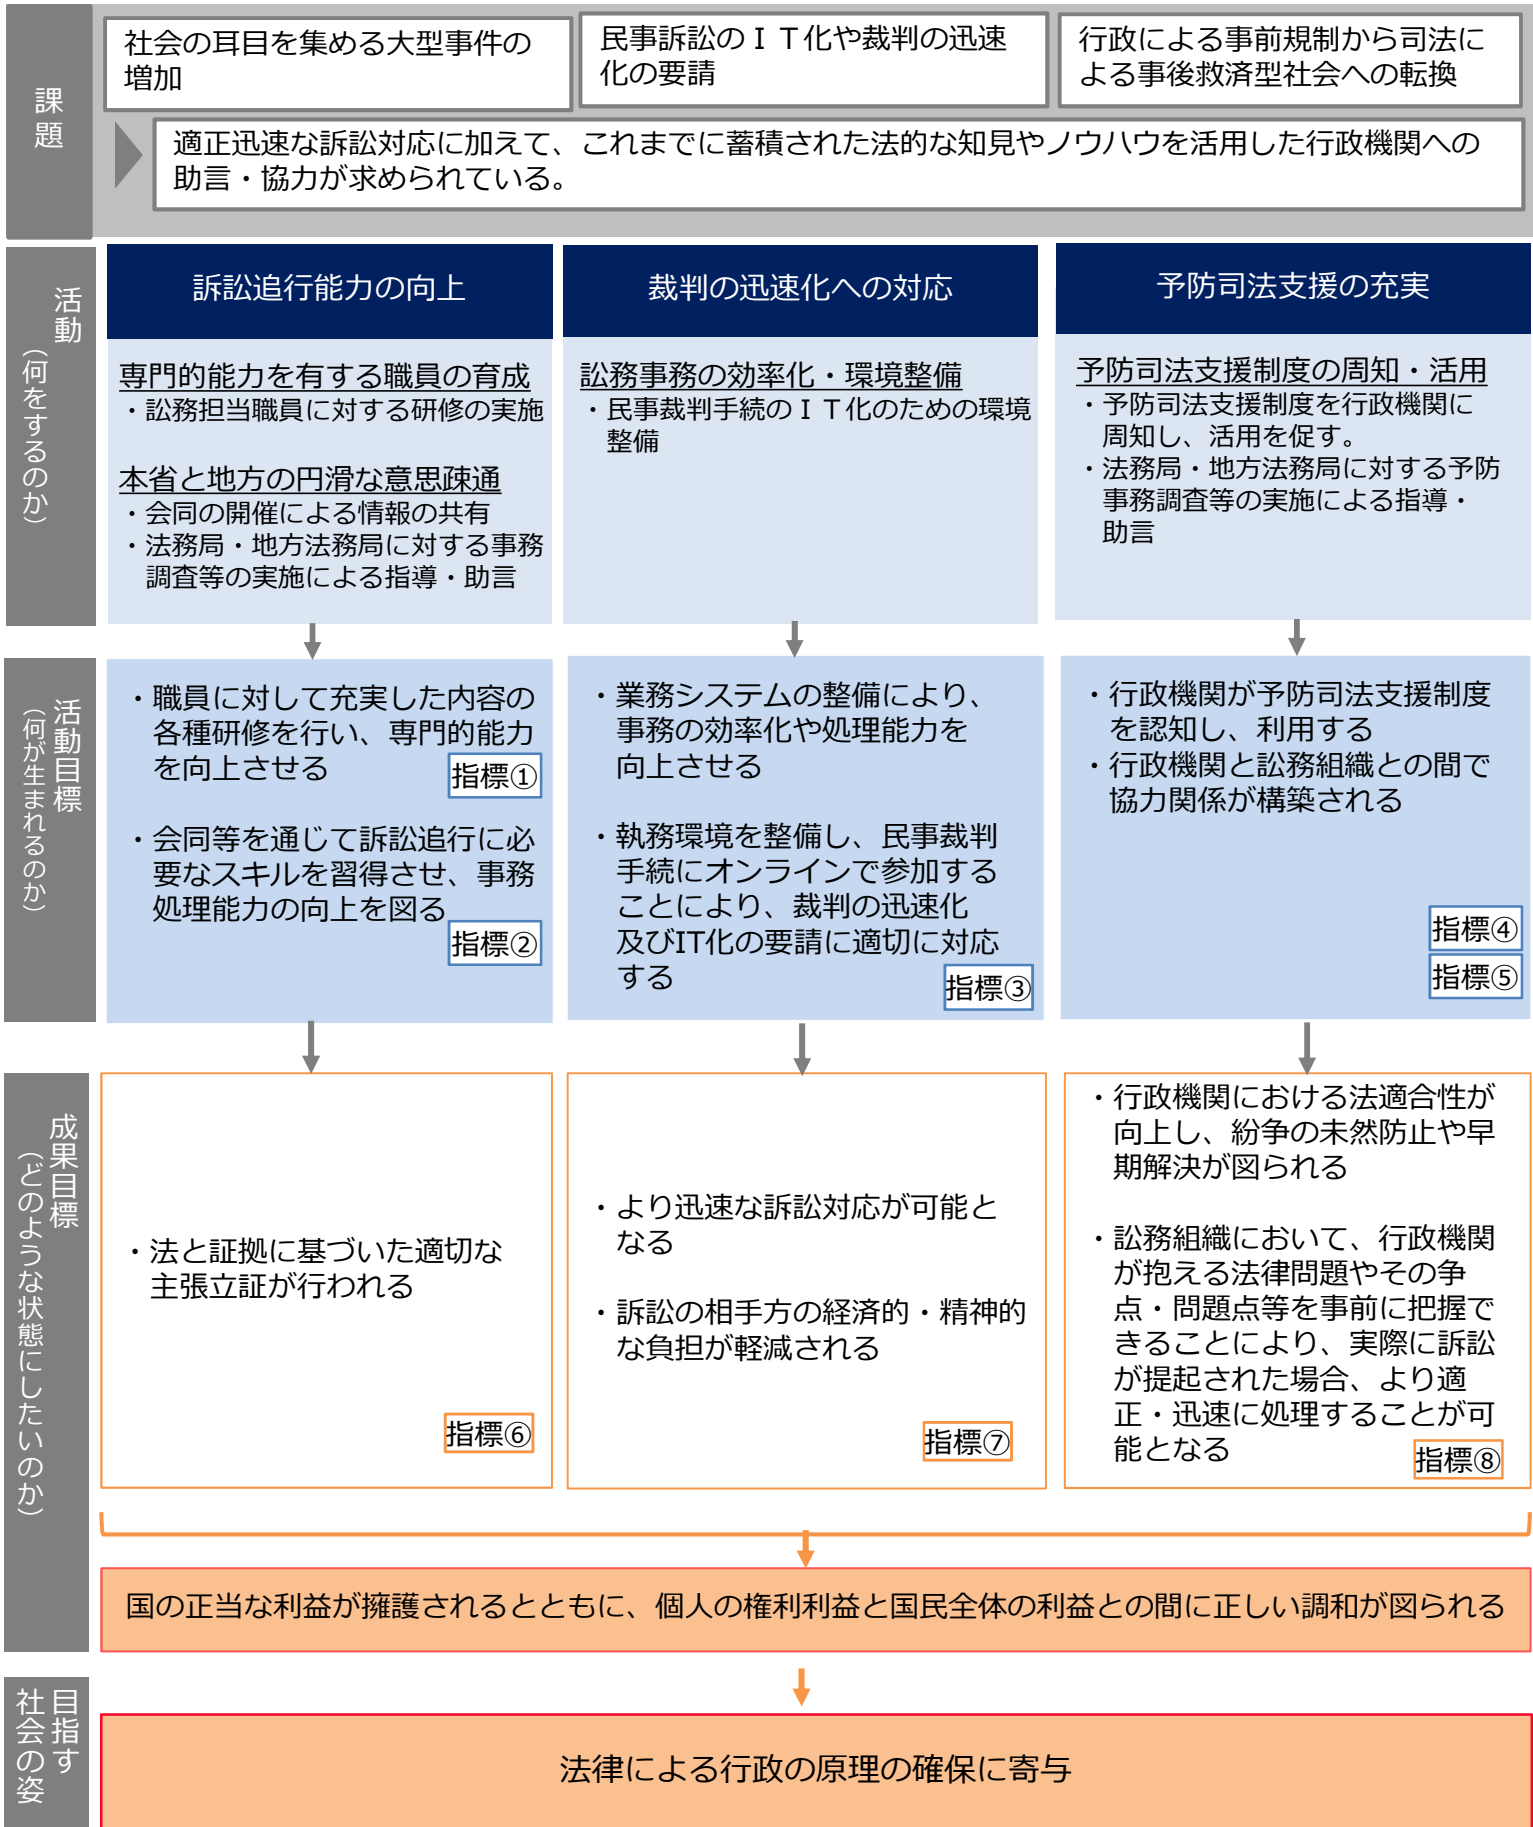 課題
社会の耳目を集める大型事件の
増加
民事訴訟のＩＴ化や裁判の迅速
化の要請
行政による事前規制から司法に
よる事後救済型社会への転換
適正迅速な訴訟対応に加えて、これまでに蓄積された法的な知見やノウハウを活用した行政機関への
助言・協力が求められている。
活動
（何をするのか）
訴訟追行能力の向上
専門的能力を有する職員の育成
・訟務担当職員に対する研修の実施
本省と地方の円滑な意思疎通
・会同の開催による情報の共有
・法務局・地方法務局に対する事務
調査等の実施による指導・助言
裁判の迅速化への対応
訟務事務の効率化・環境整備
・民事裁判手続のＩＴ化のための環境
整備
予防司法支援の充実
予防司法支援制度の周知・活用
・予防司法支援制度を行政機関に
周知し、活用を促す。
・法務局・地方法務局に対する予防
事務調査等の実施による指導・
助言
活動目標
（何が生まれるのか）
・職員に対して充実した内容の
各種研修を行い、専門的能力
を向上させる
指標①
・会同等を通じて訴訟追行に必
要なスキルを習得させ、事務
処理能力の向上を図る
指標②
・業務システムの整備により、
事務の効率化や処理能力を
向上させる
・執務環境を整備し、民事裁判
手続にオンラインで参加する
ことにより、裁判の迅速化
及びIT化の要請に適切に対応
する
指標③
・行政機関が予防司法支援制度
を認知し、利用する
・行政機関と訟務組織との間で
協力関係が構築される
指標④
指標⑤
成果目標
（どのような状態にしたいのか）
・法と証拠に基づいた適切な
主張立証が行われる
指標⑥
・より迅速な訴訟対応が可能と
なる
・訴訟の相手方の経済的・精神的
な負担が軽減される
指標⑦
・行政機関における法適合性が
向上し、紛争の未然防止や早
期解決が図られる
・訟務組織において、行政機関
が抱える法律問題やその争
点・問題点等を事前に把握で
きることにより、実際に訴訟
が提起された場合、より適
正・迅速に処理することが可
能となる
指標⑧
国の正当な利益が擁護されるとともに、個人の権利利益と国民全体の利益との間に正しい調和が図られる
目指す
社会の姿
法律による行政の原理の確保に寄与